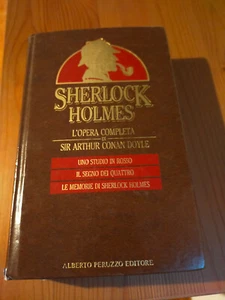 SHERLOCK
HOLMES
L'OPERA COMPLETA
DI
SIR ARTHUR CONAN DOYLE
UNO STUDIO IN ROSSO
IL SEGNO DEI QUATTRO
LE MEMORIE DI SHERLOCK HOLMES
ALBERTO PERUZZO EDITORE